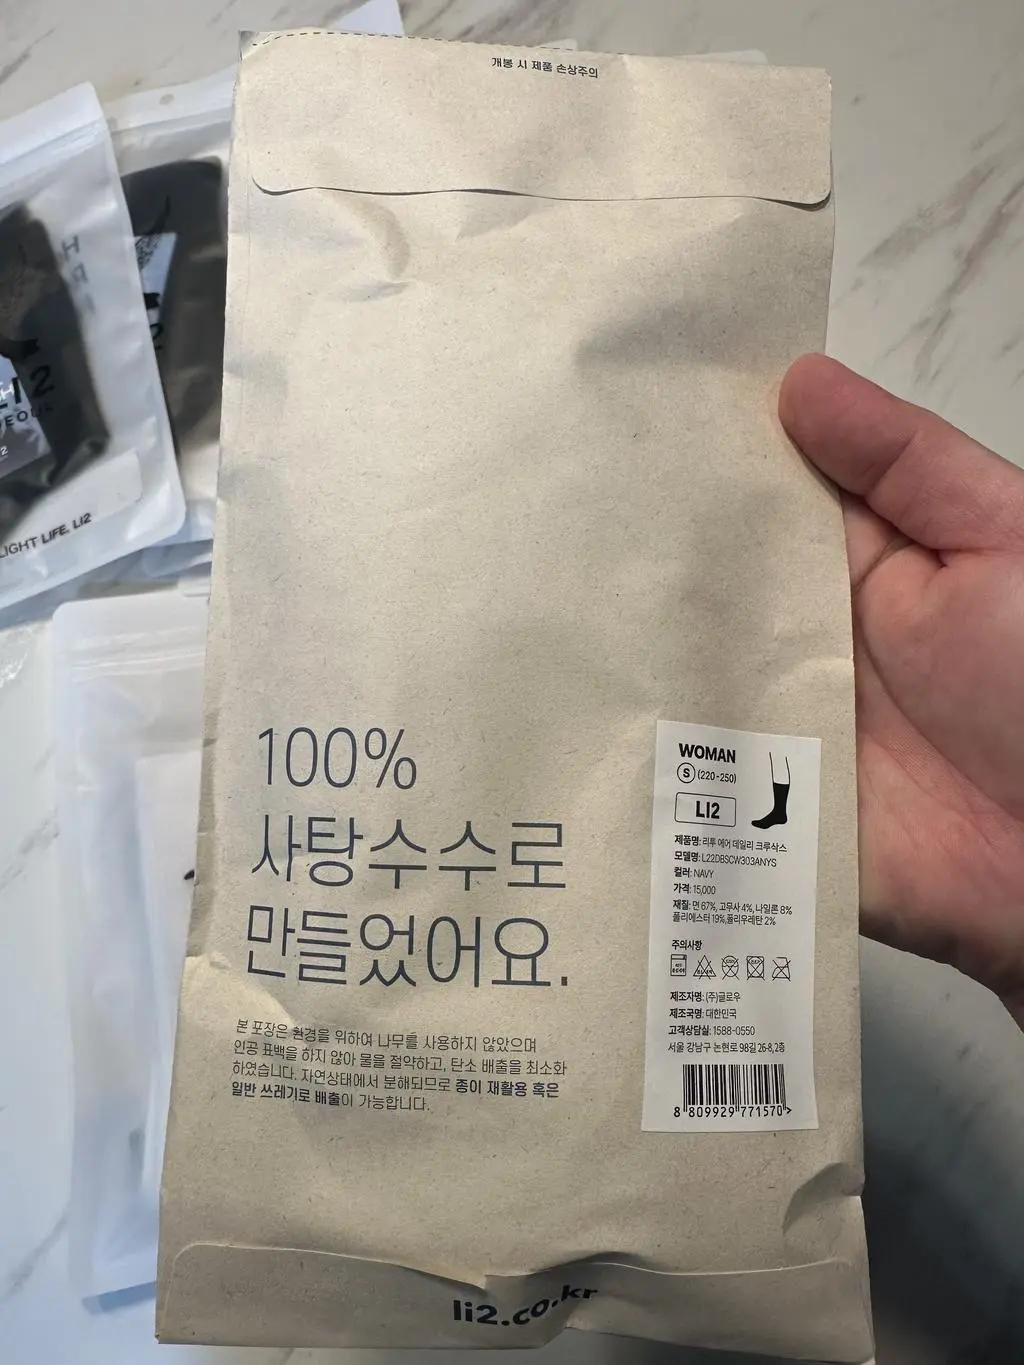 개봉 시 제품 손상주의
LI2
LIGHT LIFE, LI2
100%
사탕수수로
만들었어요.
본 포장은 환경을 위하여 나무를 사용하지 않았으며
인공 표백을 하지 않아 물을 절약하고, 탄소 배출을 최소화
하였습니다. 자연상태에서 분해되므로 종이 재활용 혹은
일반 쓰레기로 배출이 가능합니다.
WOMAN
S (220-250)
LI2
제품명: 리투 에어 데일리 크루삭스
모델명: L22DBSCW303ANYS
컬러: NAVY
가격: 15,000
재질: 면 67%, 고무사 4%, 나일론 8%
폴리에스터 19%,폴리우레탄 2%
주의사항
제조자명: (주)글로우
제조국명: 대한민국
고객상담실: 1588-0550
서울 강남구 논현로 98길 26-8, 2층
8 809929 771570 >
li2.co.kr